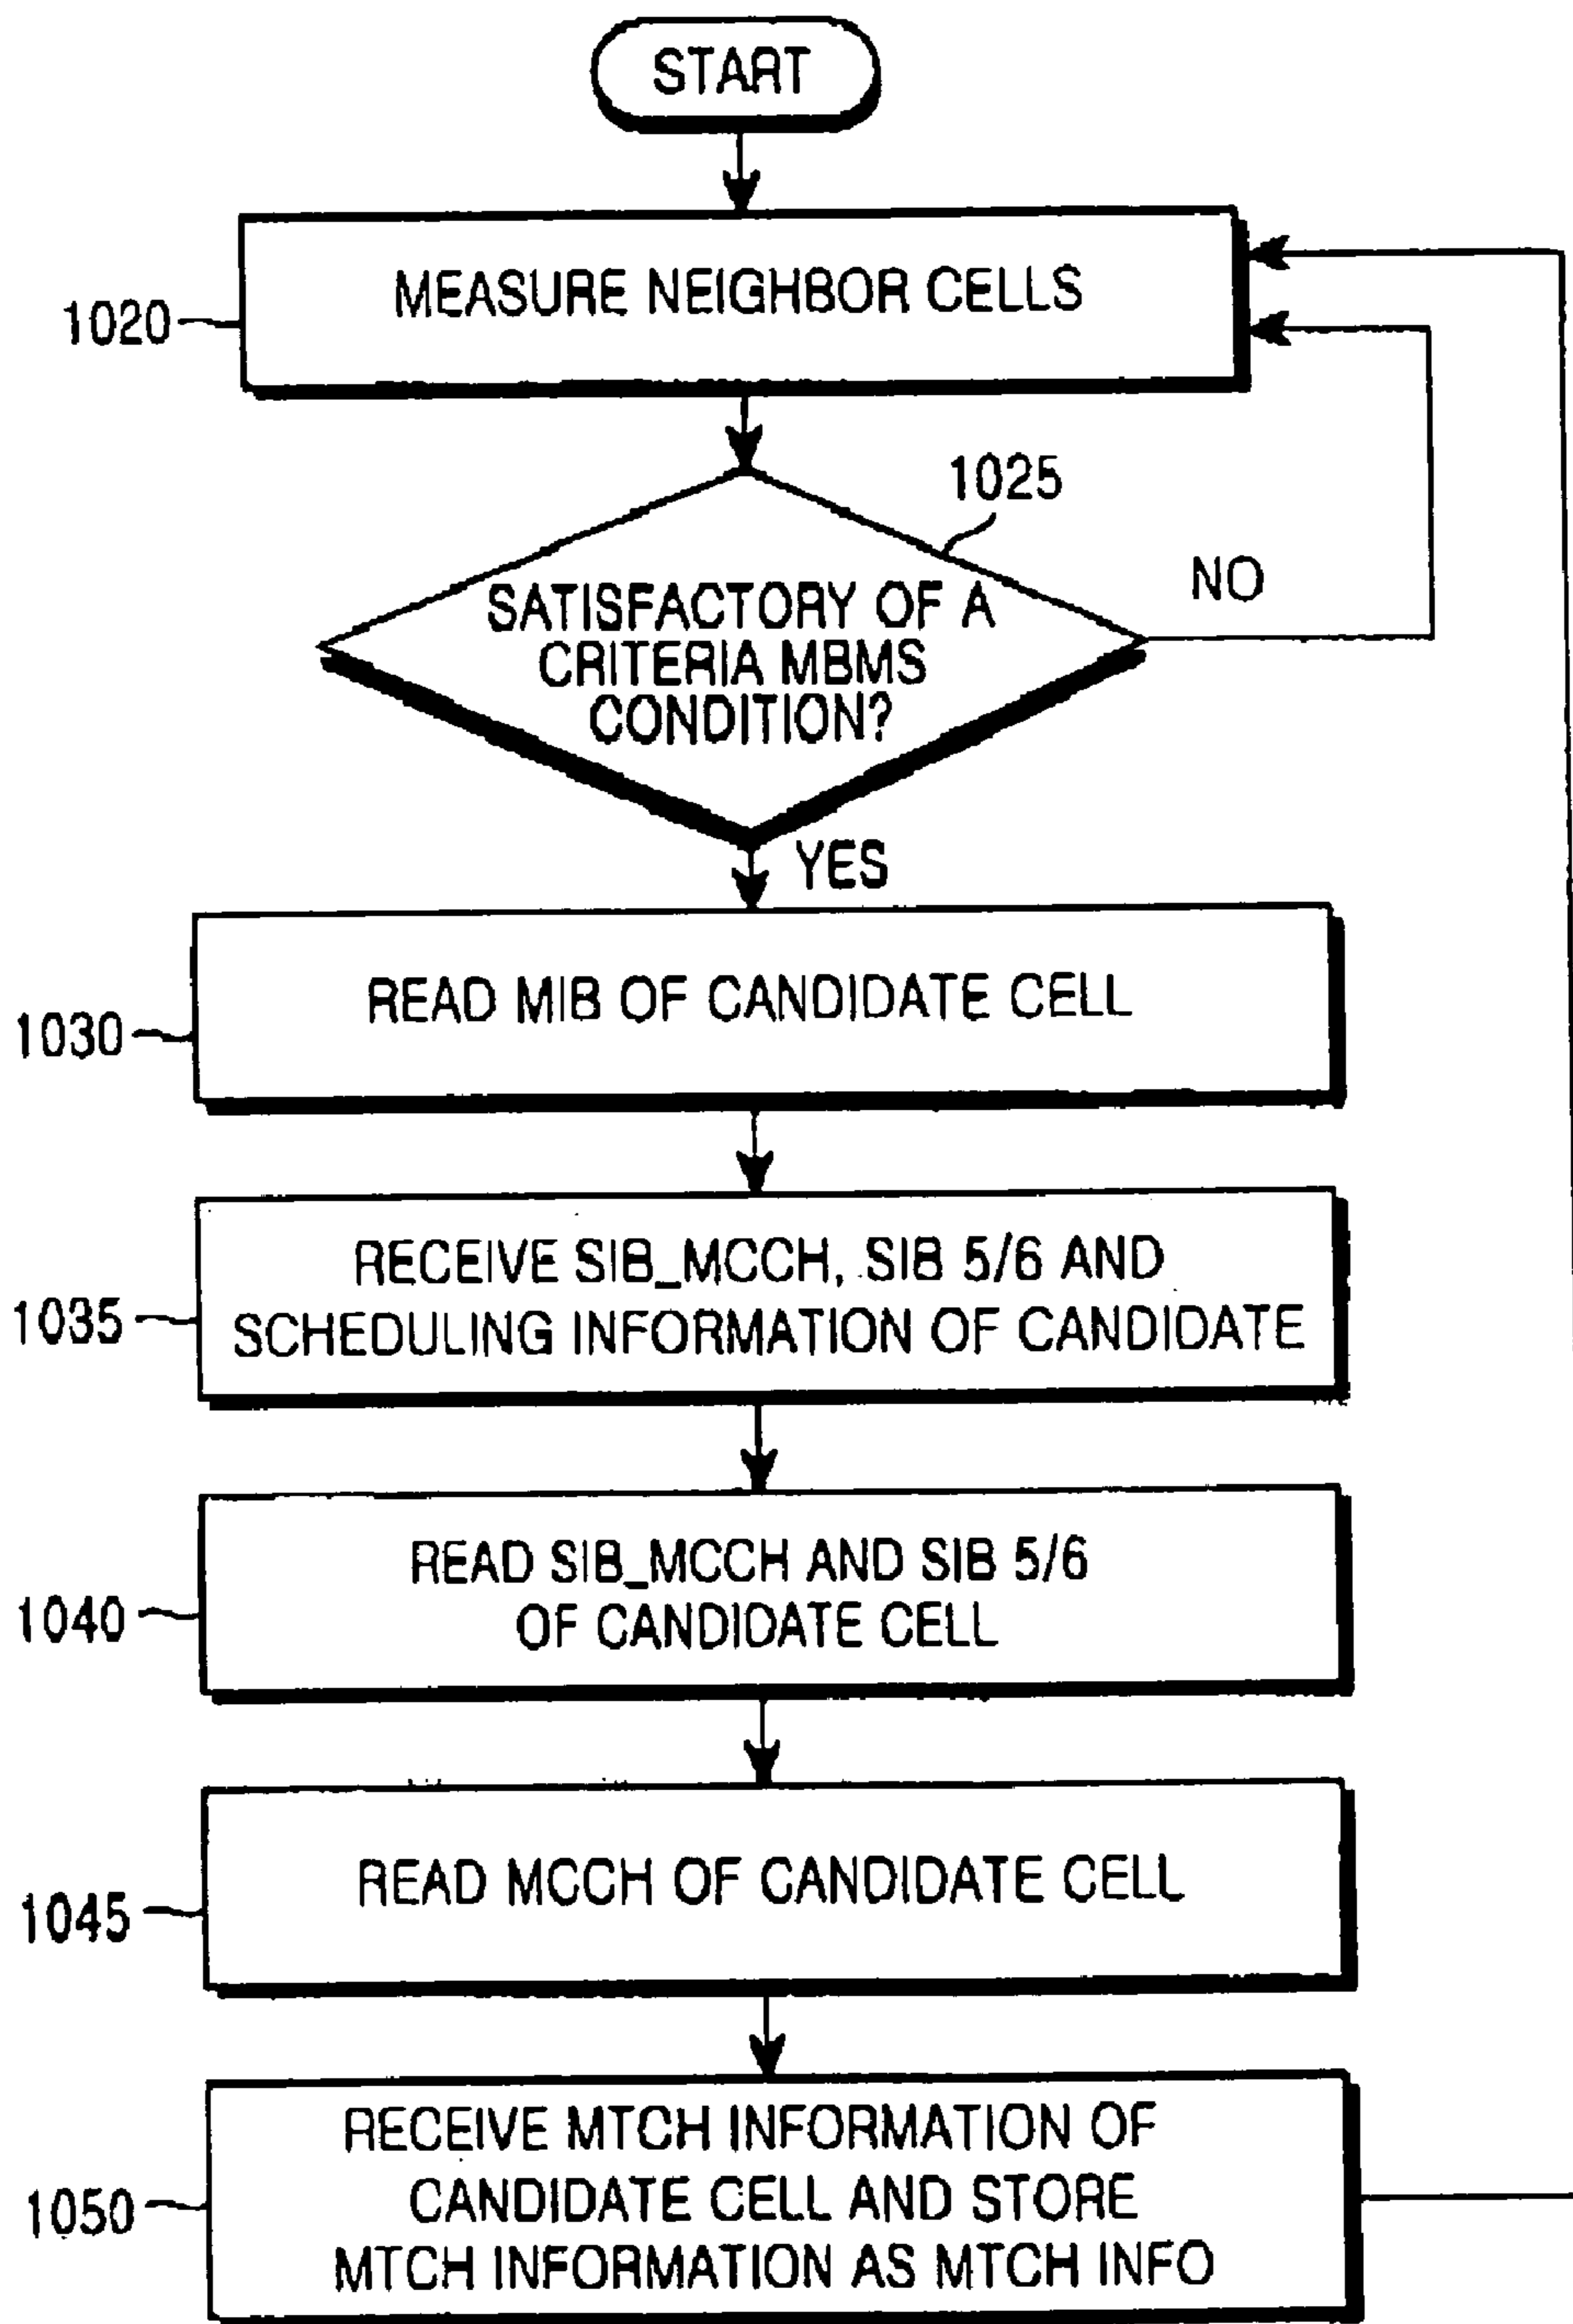 START
MEASURE NEIGHBOR CELLS
1020
1025
SATISFACTORY OF A
CRITERIA MBMS
CONDITION?
NO
YES
READ MIB OF CANDIDATE CELL
1030
RECEIVE SIB_MCCH, SIB 5/6 AND
SCHEDULING INFORMATION OF CANDIDATE
1035
READ SIB_MCCH AND SIB 5/6
OF CANDIDATE CELL
1040
READ MCCH OF CANDIDATE CELL
1045
RECEIVE MTCH INFORMATION OF
CANDIDATE CELL AND STORE
MTCH INFORMATION AS MTCH INFO
1050